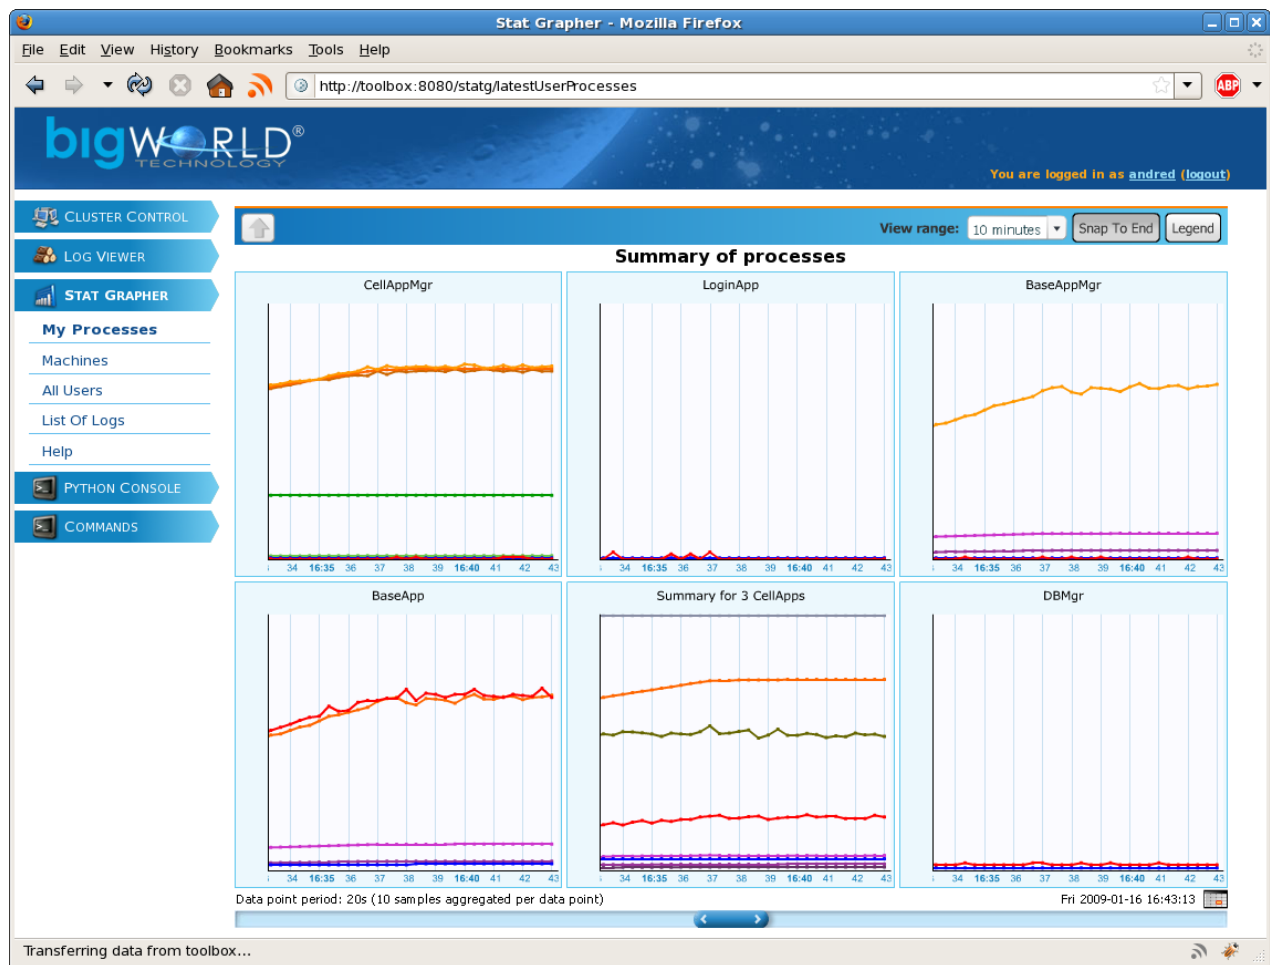 Stat Grapher - Mozilla Firefox
File Edit View History Bookmarks Tools Help
http://toolbox:8080/statg/latestUserProcesses
ABP
bigWORLD®
TECHNOLOGY
You are logged in as andred (logout)
CLUSTER CONTROL
LOG VIEWER
STAT GRAPHER
My Processes
Machines
All Users
List Of Logs
Help
PYTHON CONSOLE
COMMANDS
View range: 10 minutes Snap To End Legend
Summary of processes
CellAppMgr
34 16:35 36 37 38 39 16:40 41 42 43
LoginApp
34 16:35 36 37 38 39 16:40 41 42 43
BaseAppMgr
34 16:35 36 37 38 39 16:40 41 42 43
BaseApp
34 16:35 36 37 38 39 16:40 41 42 43
Summary for 3 CellApps
34 16:35 36 37 38 39 16:40 41 42 43
DBMgr
34 16:35 36 37 38 39 16:40 41 42 43
Data point period: 20s (10 samples aggregated per data point)
Fri 2009-01-16 16:43:13
Transferring data from toolbox...